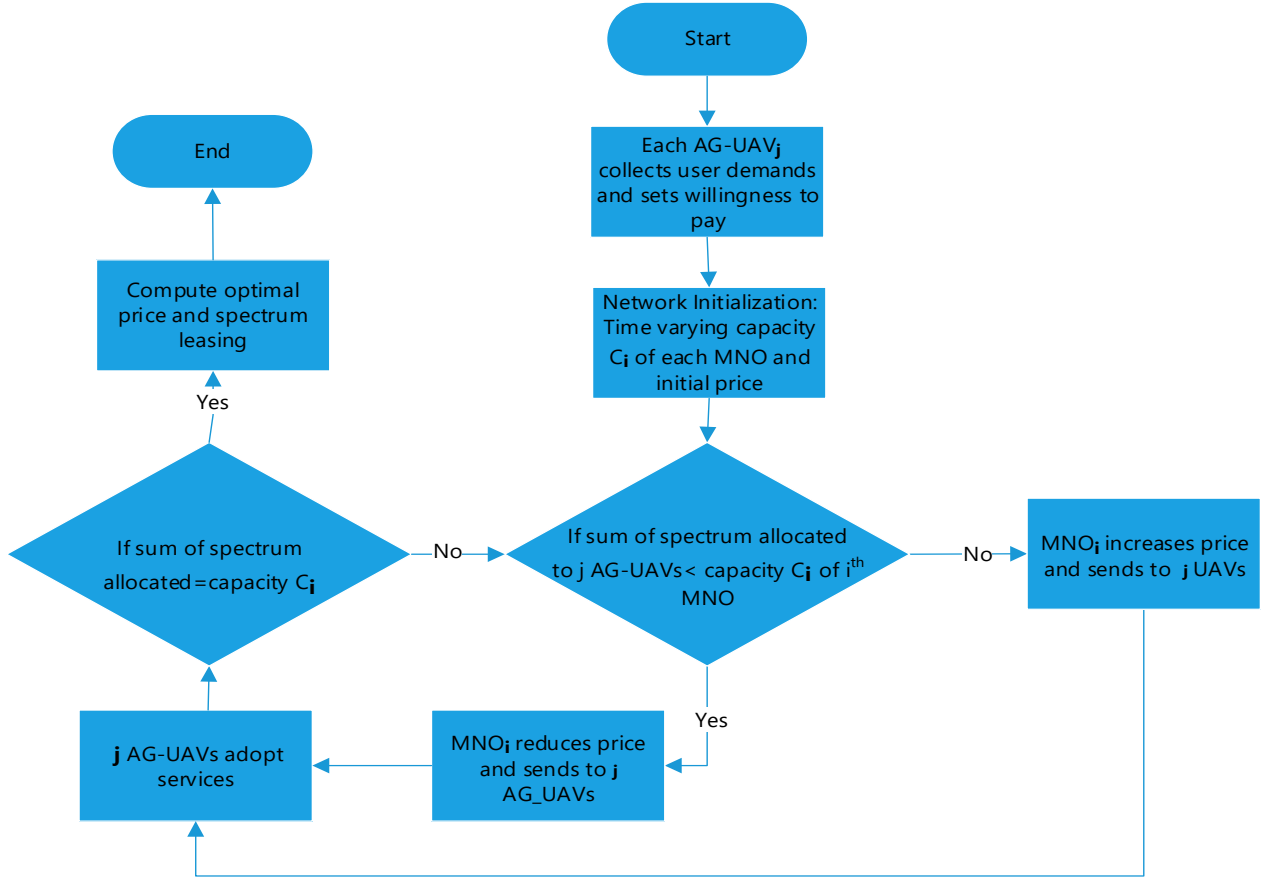 Start
Each AG-UAVj
collects user demands
and sets willingness to
pay
Network Initialization:
Time varying capacity
Ci of each MNO and
initial price
If sum of spectrum allocated
to j AG-UAVs< capacity Ci of ith
MNO
No
MNOi increases price
and sends to j UAVs
Yes
MNOi reduces price
and sends to j
AG_UAVs
j AG-UAVs adopt
services
If sum of spectrum
allocated=capacity Ci
No
Yes
Compute optimal
price and spectrum
leasing
End